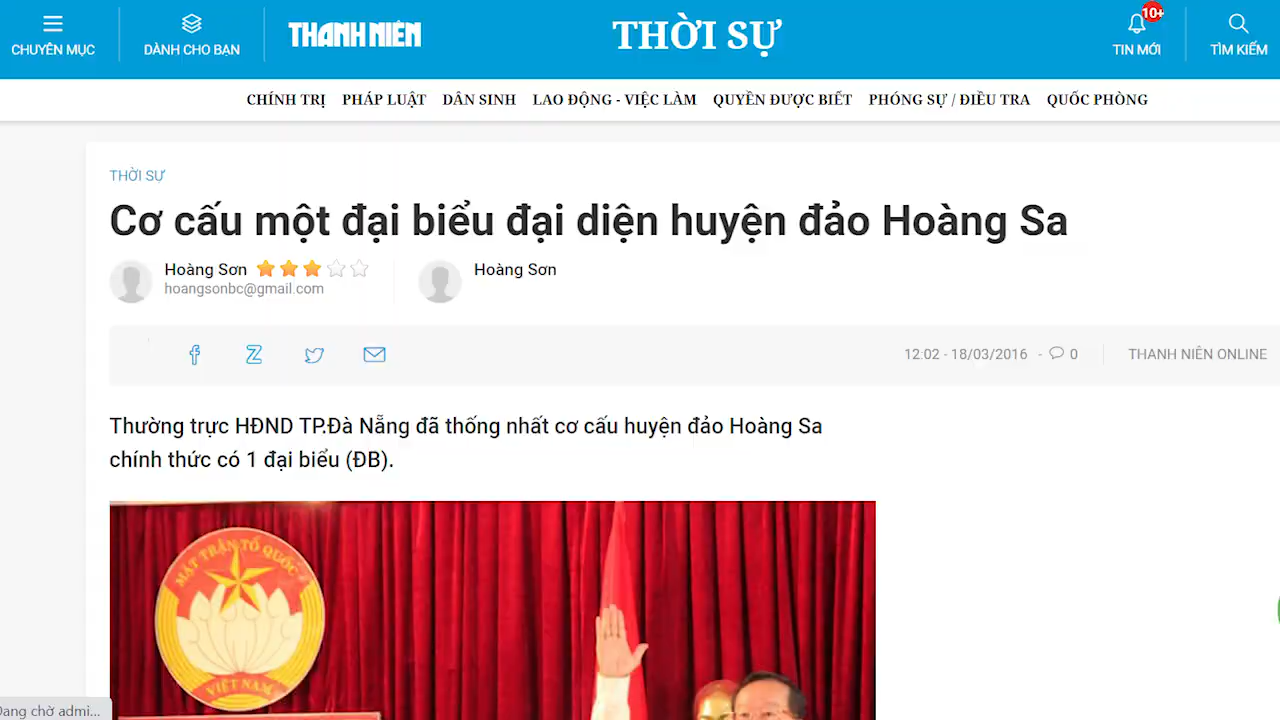 CHUYÊN MỤC
DÀNH CHO BẠN
THANH NIÊN
THỜI SỰ
10+
TIN MỚI
TÌM KIẾM
CHÍNH TRỊ PHÁP LUẬT DÂN SINH LAO ĐỘNG - VIỆC LÀM QUYỀN ĐƯỢC BIẾT PHÓNG SỰ / ĐIỀU TRA QUỐC PHÒNG
THỜI SỰ
Cơ cấu một đại biểu đại diện huyện đảo Hoàng Sa
Hoàng Sơn
hoangsonbc@gmail.com
Hoàng Sơn
12:02 - 18/03/2016 - 0 THANH NIÊN ONLINE
Thường trực HĐND TP.Đà Nẵng đã thống nhất cơ cấu huyện đảo Hoàng Sa
chính thức có 1 đại biểu (ĐB).
MẶT TRẬN TỔ QUỐC
VIỆT NAM
Đang chờ admi...